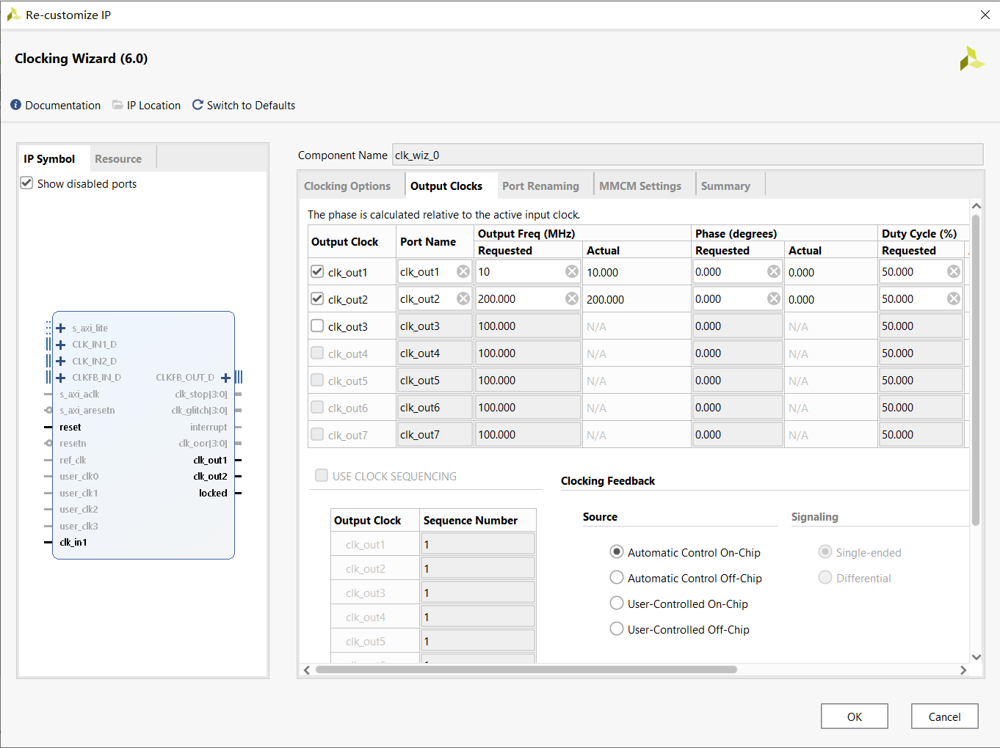 Re-customize IP
Clocking Wizard (6.0)
Documentation IP Location Switch to Defaults
IP Symbol Resource
Show disabled ports
s_axi_lite
CLK_IN1_D
CLK_IN2_D
CLKFB_IN_D CLKFB_OUT_D
s_axi_aclk clk_stop[3:0]
s_axi_aresetn clk_glitch[3:0]
reset interrupt
resetn clk_oor[3:0]
ref_clk clk_out1
user_clk0 clk_out2
user_clk1 locked
user_clk2
user_clk3
clk_in1
Component Name clk_wiz_0
Clocking Options Output Clocks Port Renaming MMCM Settings Summary
The phase is calculated relative to the active input clock.
Output Clock Port Name Output Freq (MHz) Phase (degrees) Duty Cycle (%)
Requested Actual Requested Actual Requested
clk_out1 clk_out1 10 10.000 0.000 0.000 50.000
clk_out2 clk_out2 200.000 200.000 0.000 0.000 50.000
clk_out3 clk_out3 100.000 N/A 0.000 N/A 50.000
clk_out4 clk_out4 100.000 N/A 0.000 N/A 50.000
clk_out5 clk_out5 100.000 N/A 0.000 N/A 50.000
clk_out6 clk_out6 100.000 N/A 0.000 N/A 50.000
clk_out7 clk_out7 100.000 N/A 0.000 N/A 50.000
USE CLOCK SEQUENCING
Output Clock Sequence Number
clk_out1 1
clk_out2 1
clk_out3 1
clk_out4 1
clk_out5 1
Clocking Feedback
Source Signaling
Automatic Control On-Chip Single-ended
Automatic Control Off-Chip Differential
User-Controlled On-Chip
User-Controlled Off-Chip
OK Cancel